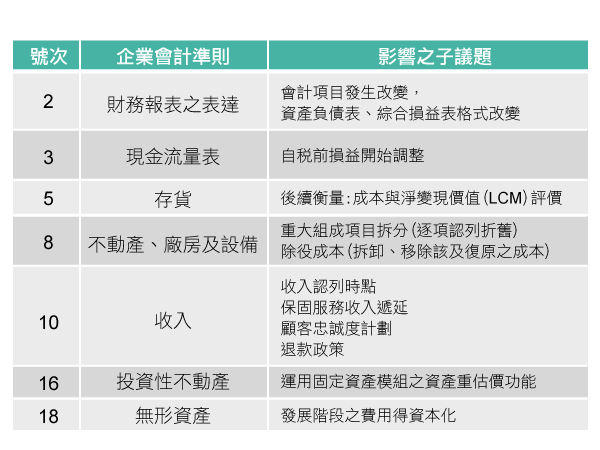 號次 企業會計準則 影響之子議題
2 財務報表之表達 會計項目發生改變，
資產負債表、綜合損益表格式改變
3 現金流量表 自稅前損益開始調整
5 存貨 後續衡量：成本與淨變現價值（LCM）評價
8 不動產、廠房及設備 重大組成項目拆分（逐項認列折舊）
除役成本（拆卸、移除該及復原之成本）
10 收入 收入認列時點
保固服務收入遞延
顧客忠誠度計劃
退款政策
16 投資性不動產 運用固定資產模組之資產重估價功能
18 無形資產 發展階段之費用得資本化